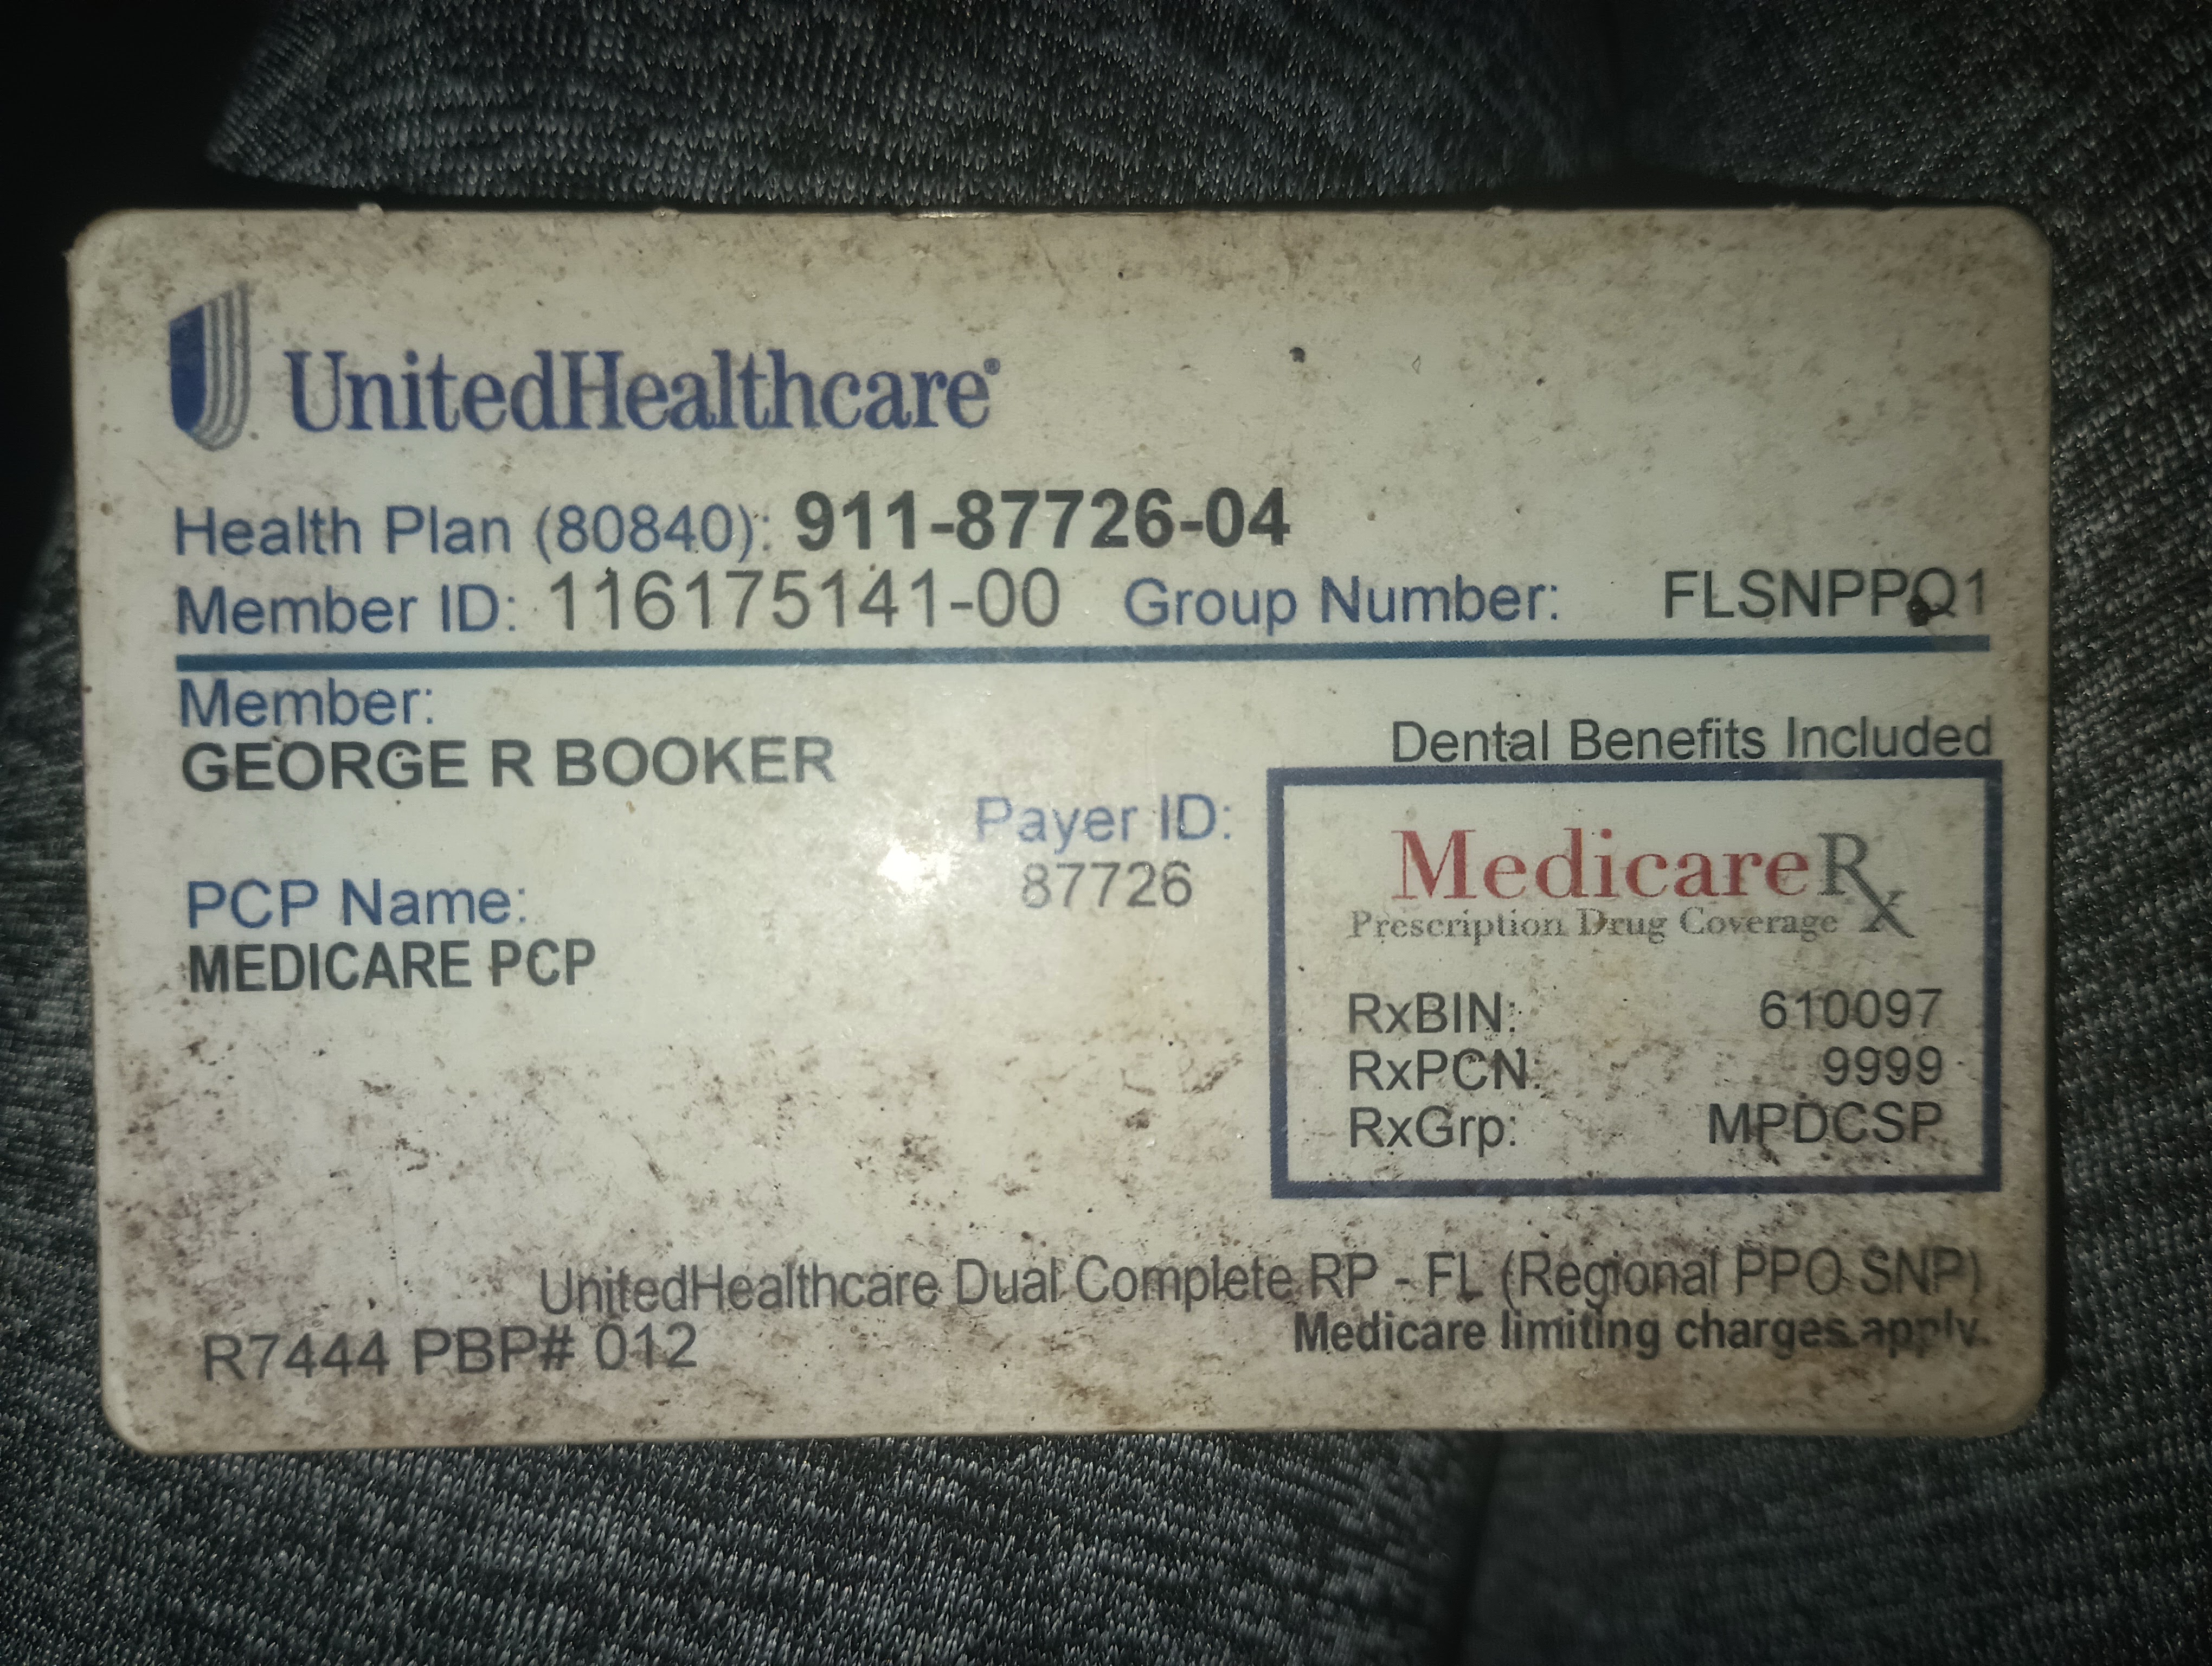 UnitedHealthcare®
Health Plan (80840): 911-87726-04
Member ID: 116175141-00 Group Number:
Member:
GEORGE R BOOKER
Dental Benefits Included
Payer ID:
87726
PCP Name:
MEDICARE PCP
MedicareRx
Prescription Drug Coverage
RxBIN: 610097
RxPCN: 9999
RxGrp: MPDCSP
UnitedHealthcare Dual Complete RP - FL (Regional PPO SNP)
R7444 PBP# 012
Medicare limiting charges apply.